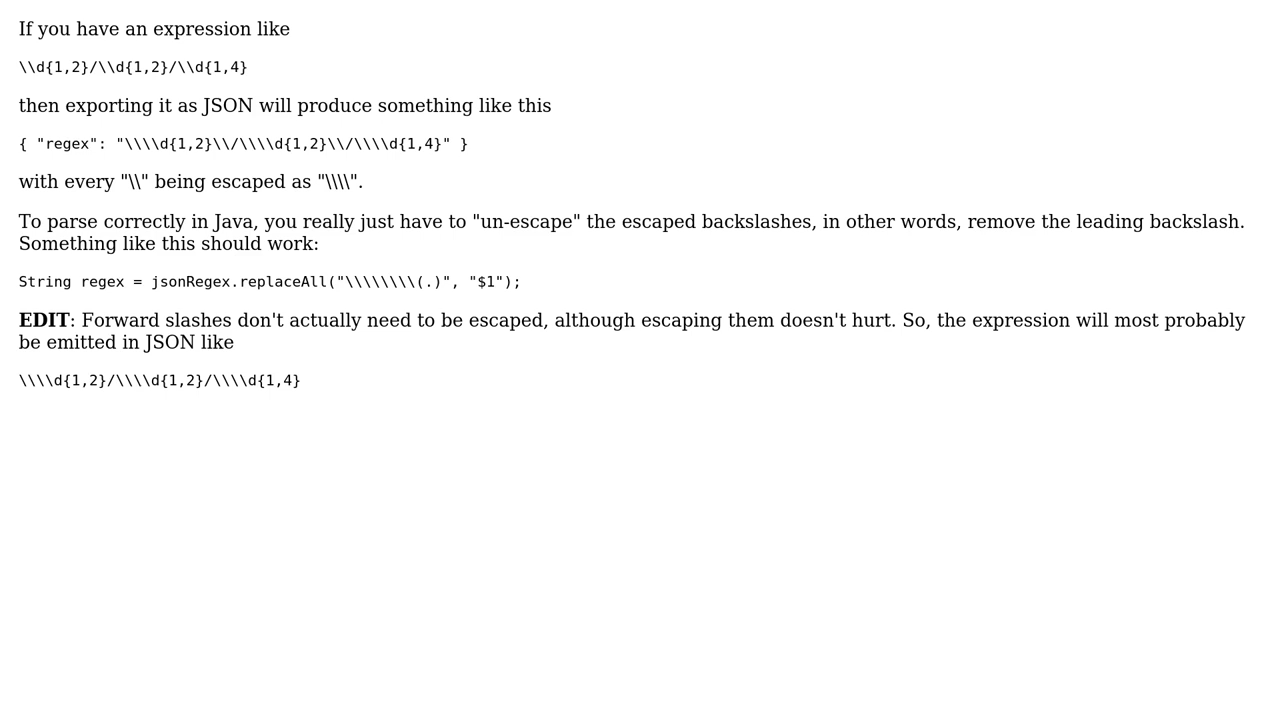 If you have an expression like
\\d{1,2}/\\d{1,2}/\\d{1,4}
then exporting it as JSON will produce something like this
{ "regex": "\\\\d{1,2}\\/\\\\d{1,2}\\/\\\\d{1,4}" }
with every "\\" being escaped as "\\\\".
To parse correctly in Java, you really just have to "un-escape" the escaped backslashes, in other words, remove the leading backslash.
Something like this should work:
String regex = jsonRegex.replaceAll("\\\\\\\\(.)", "$1");
EDIT: Forward slashes don't actually need to be escaped, although escaping them doesn't hurt. So, the expression will most probably
be emitted in JSON like
\\\\d{1,2}/\\\\d{1,2}/\\\\d{1,4}